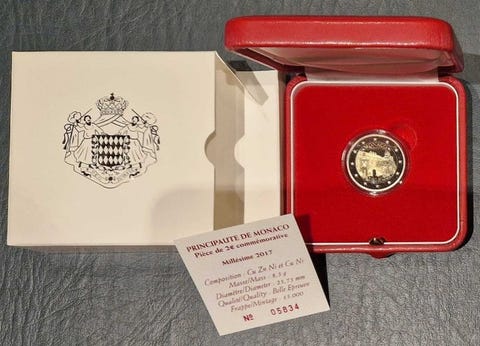 PRINCIPAUTE DE MONACO
Pièce de 2€ commémorative
Millésime 2017
Composition - Cu Zn Ni et Cu Ni
Masse/Mass - 8,5 g
Diamètre/Diameter - 25,75 mm
Qualité/Quality - Belle Epreuve
Frappe/Mintage - 15.000
No 05834